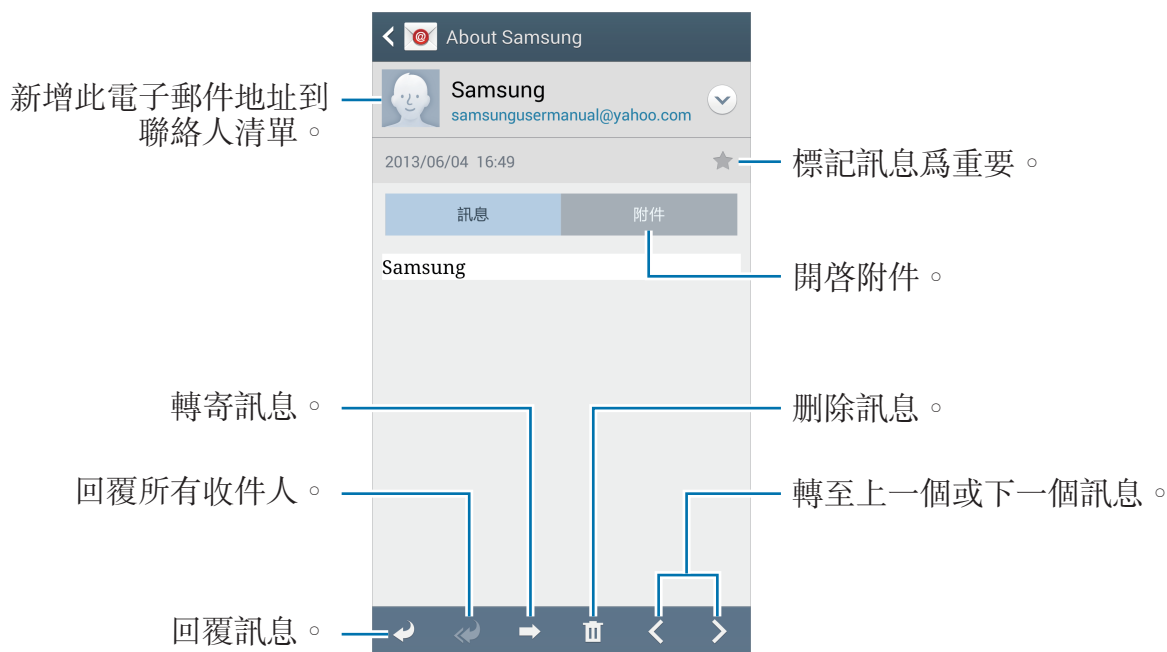 About Samsung
新增此電子郵件地址到
聯絡人清單。
Samsung
samsungusermanual@yahoo.com
2013/06/04 16:49
標記訊息爲重要。
訊息
附件
開啓附件。
Samsung
轉寄訊息。
刪除訊息。
回覆所有收件人。
轉至上一個或下一個訊息。
回覆訊息。